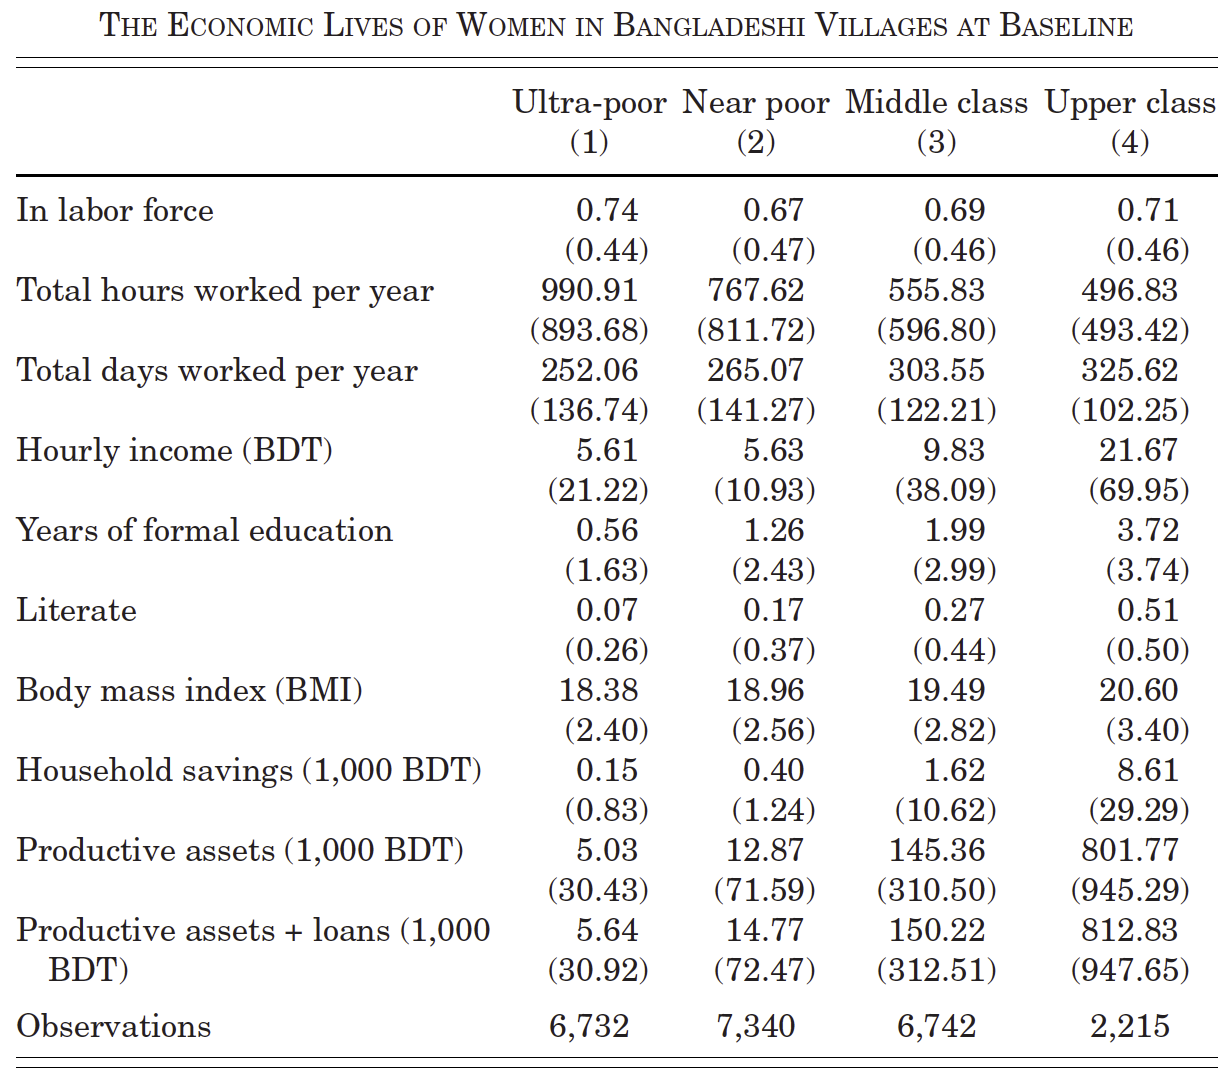 THE ECONOMIC LIVES OF WOMEN IN BANGLADESHI VILLAGES AT BASELINE
Ultra-poor Near poor Middle class Upper class
(1) (2) (3) (4)
In labor force 0.74 0.67 0.69 0.71
(0.44) (0.47) (0.46) (0.46)
Total hours worked per year 990.91 767.62 555.83 496.83
(893.68) (811.72) (596.80) (493.42)
Total days worked per year 252.06 265.07 303.55 325.62
(136.74) (141.27) (122.21) (102.25)
Hourly income (BDT) 5.61 5.63 9.83 21.67
(21.22) (10.93) (38.09) (69.95)
Years of formal education 0.56 1.26 1.99 3.72
(1.63) (2.43) (2.99) (3.74)
Literate 0.07 0.17 0.27 0.51
(0.26) (0.37) (0.44) (0.50)
Body mass index (BMI) 18.38 18.96 19.49 20.60
(2.40) (2.56) (2.82) (3.40)
Household savings (1,000 BDT) 0.15 0.40 1.62 8.61
(0.83) (1.24) (10.62) (29.29)
Productive assets (1,000 BDT) 5.03 12.87 145.36 801.77
(30.43) (71.59) (310.50) (945.29)
Productive assets + loans (1,000 5.64 14.77 150.22 812.83
BDT) (30.92) (72.47) (312.51) (947.65)
Observations 6,732 7,340 6,742 2,215